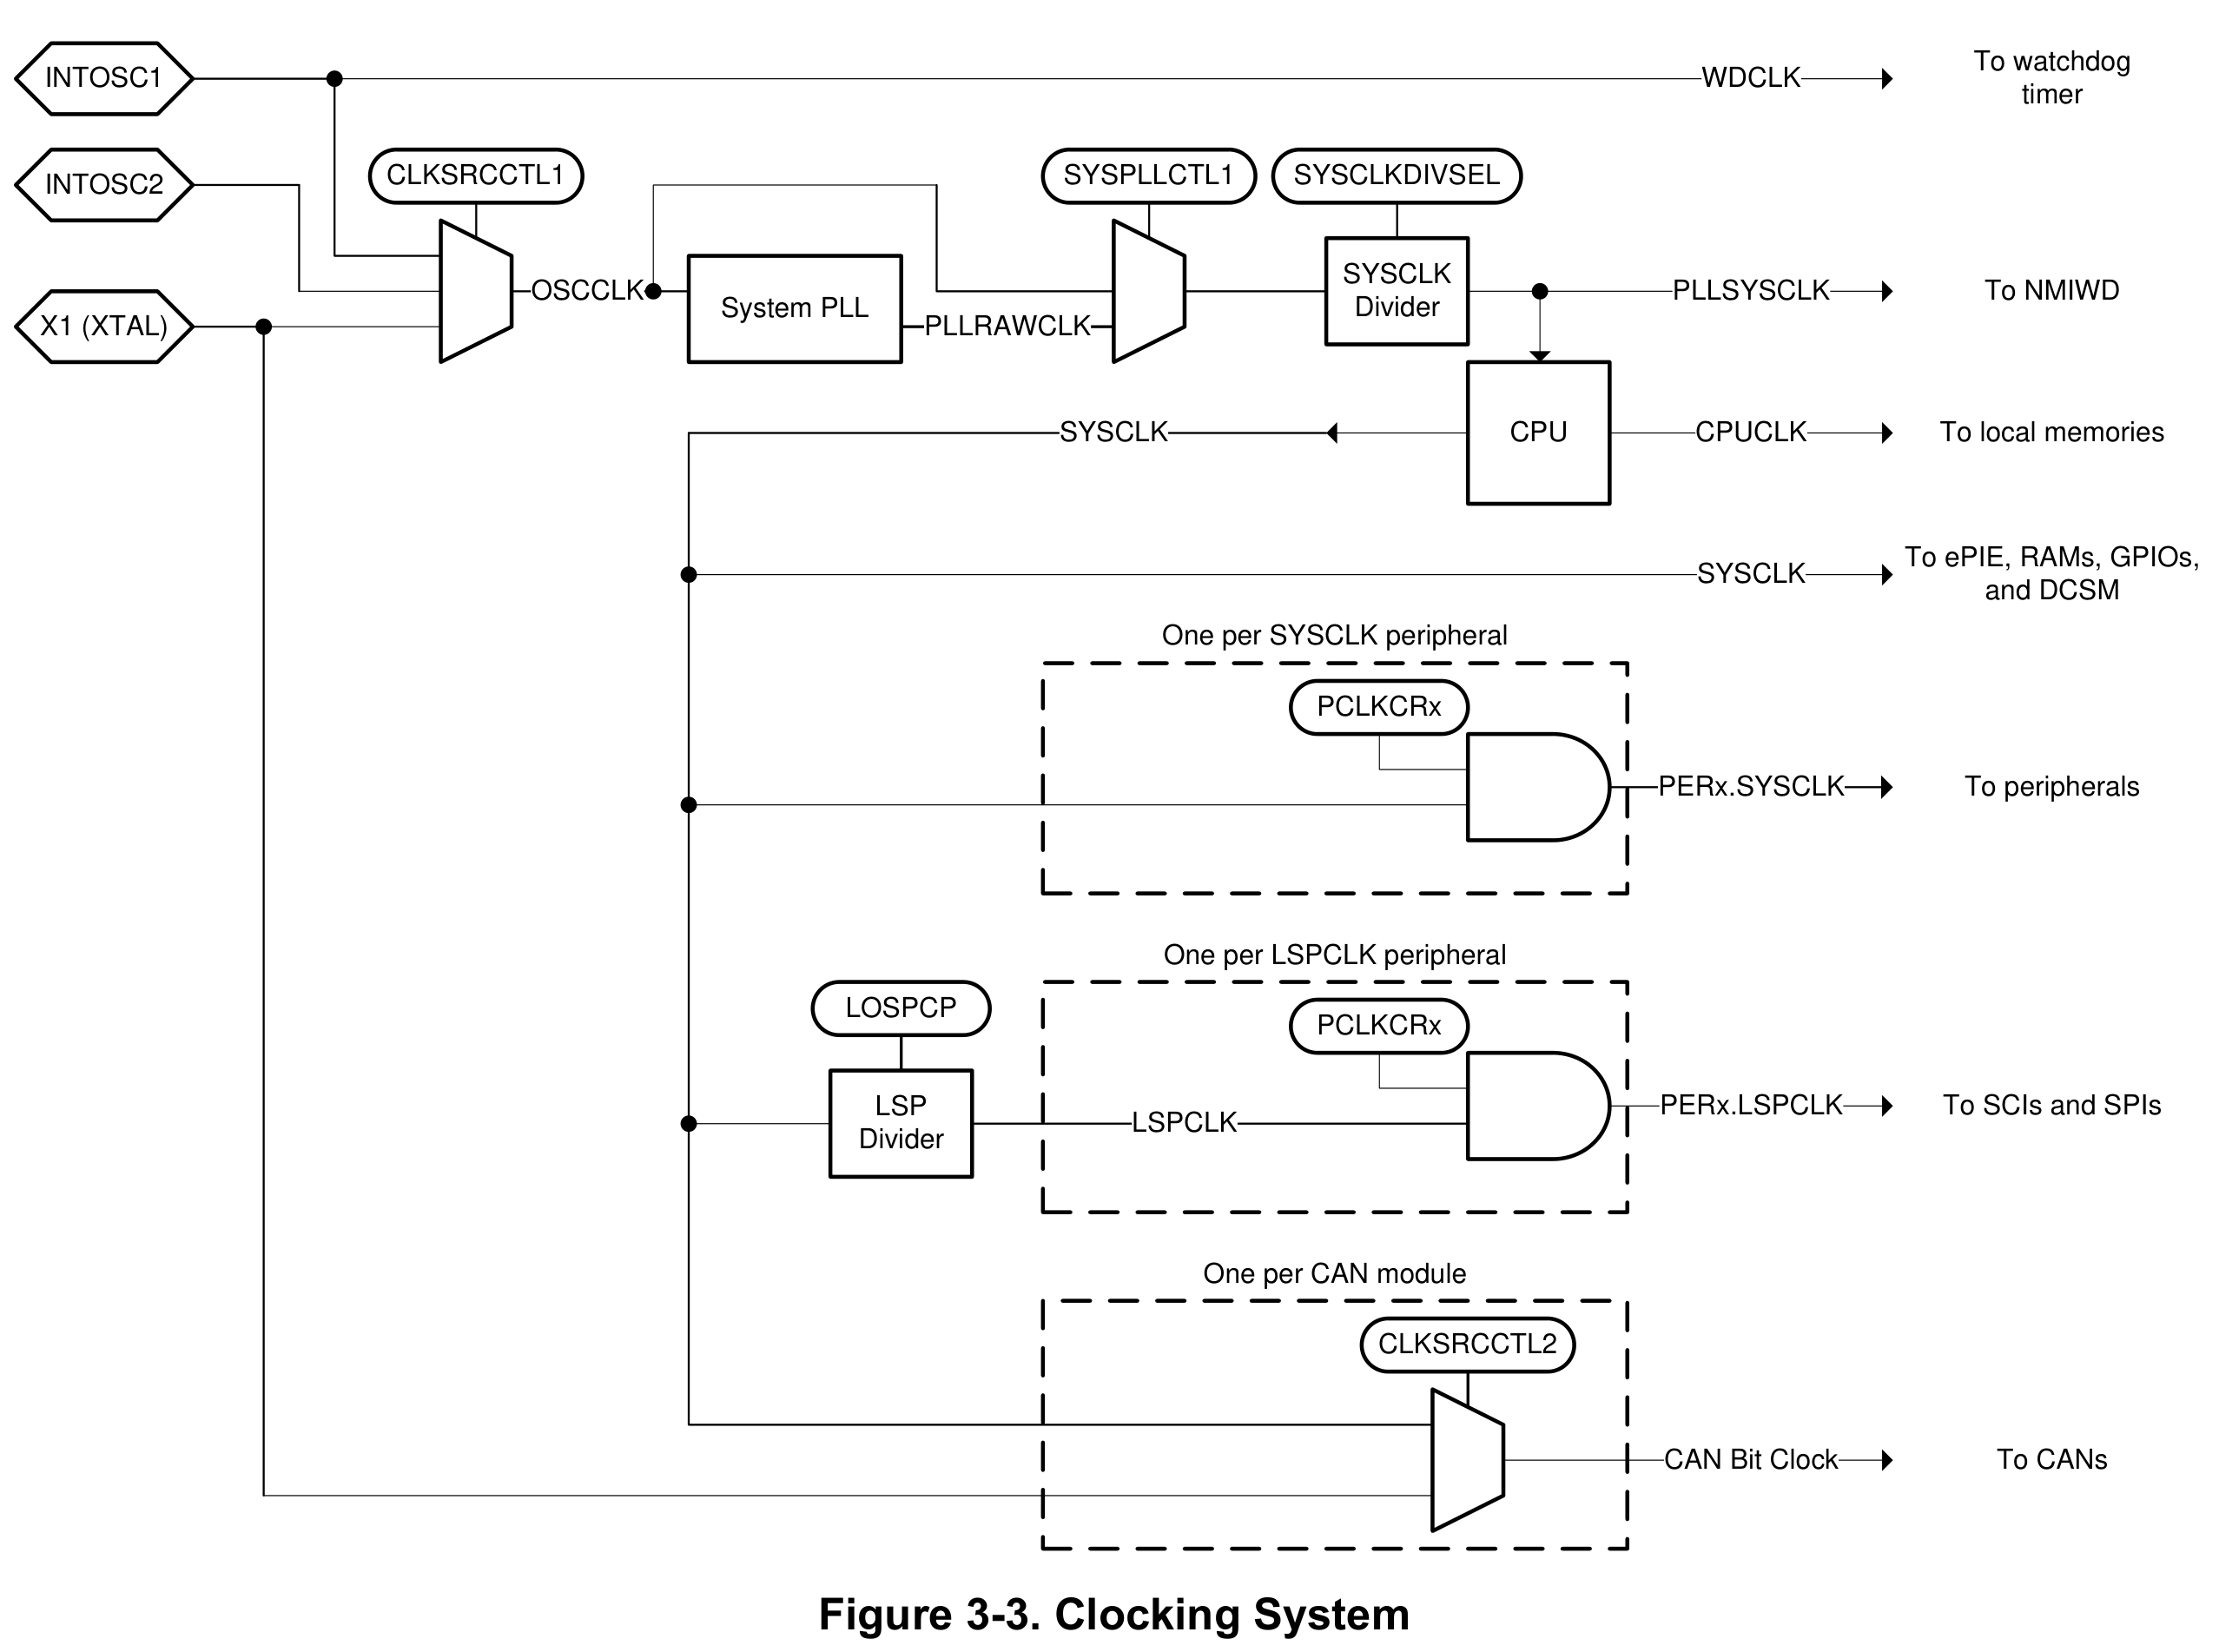 INTOSC1
WDCLK
To watchdog
timer
INTOSC2
CLKSRCCTL1
SYSPLLCTL1
SYSCLKDIVSEL
X1 (XTAL)
OSCCLK
System PLL
PLLRAWCLK
SYSCLK
Divider
PLLSYSCLK
To NMIWD
SYSCLK
CPU
CPUCLK
To local memories
SYSCLK
To ePIE, RAMs, GPIOs,
and DCSM
One per SYSCLK peripheral
PCLKCRx
PERx.SYSCLK
To peripherals
One per LSPCLK peripheral
LOSPCP
PCLKCRx
LSP
Divider
LSPCLK
PERx.LSPCLK
To SCIs and SPIs
One per CAN module
CLKSRCCTL2
CAN Bit Clock
To CANs
Figure 3-3. Clocking System